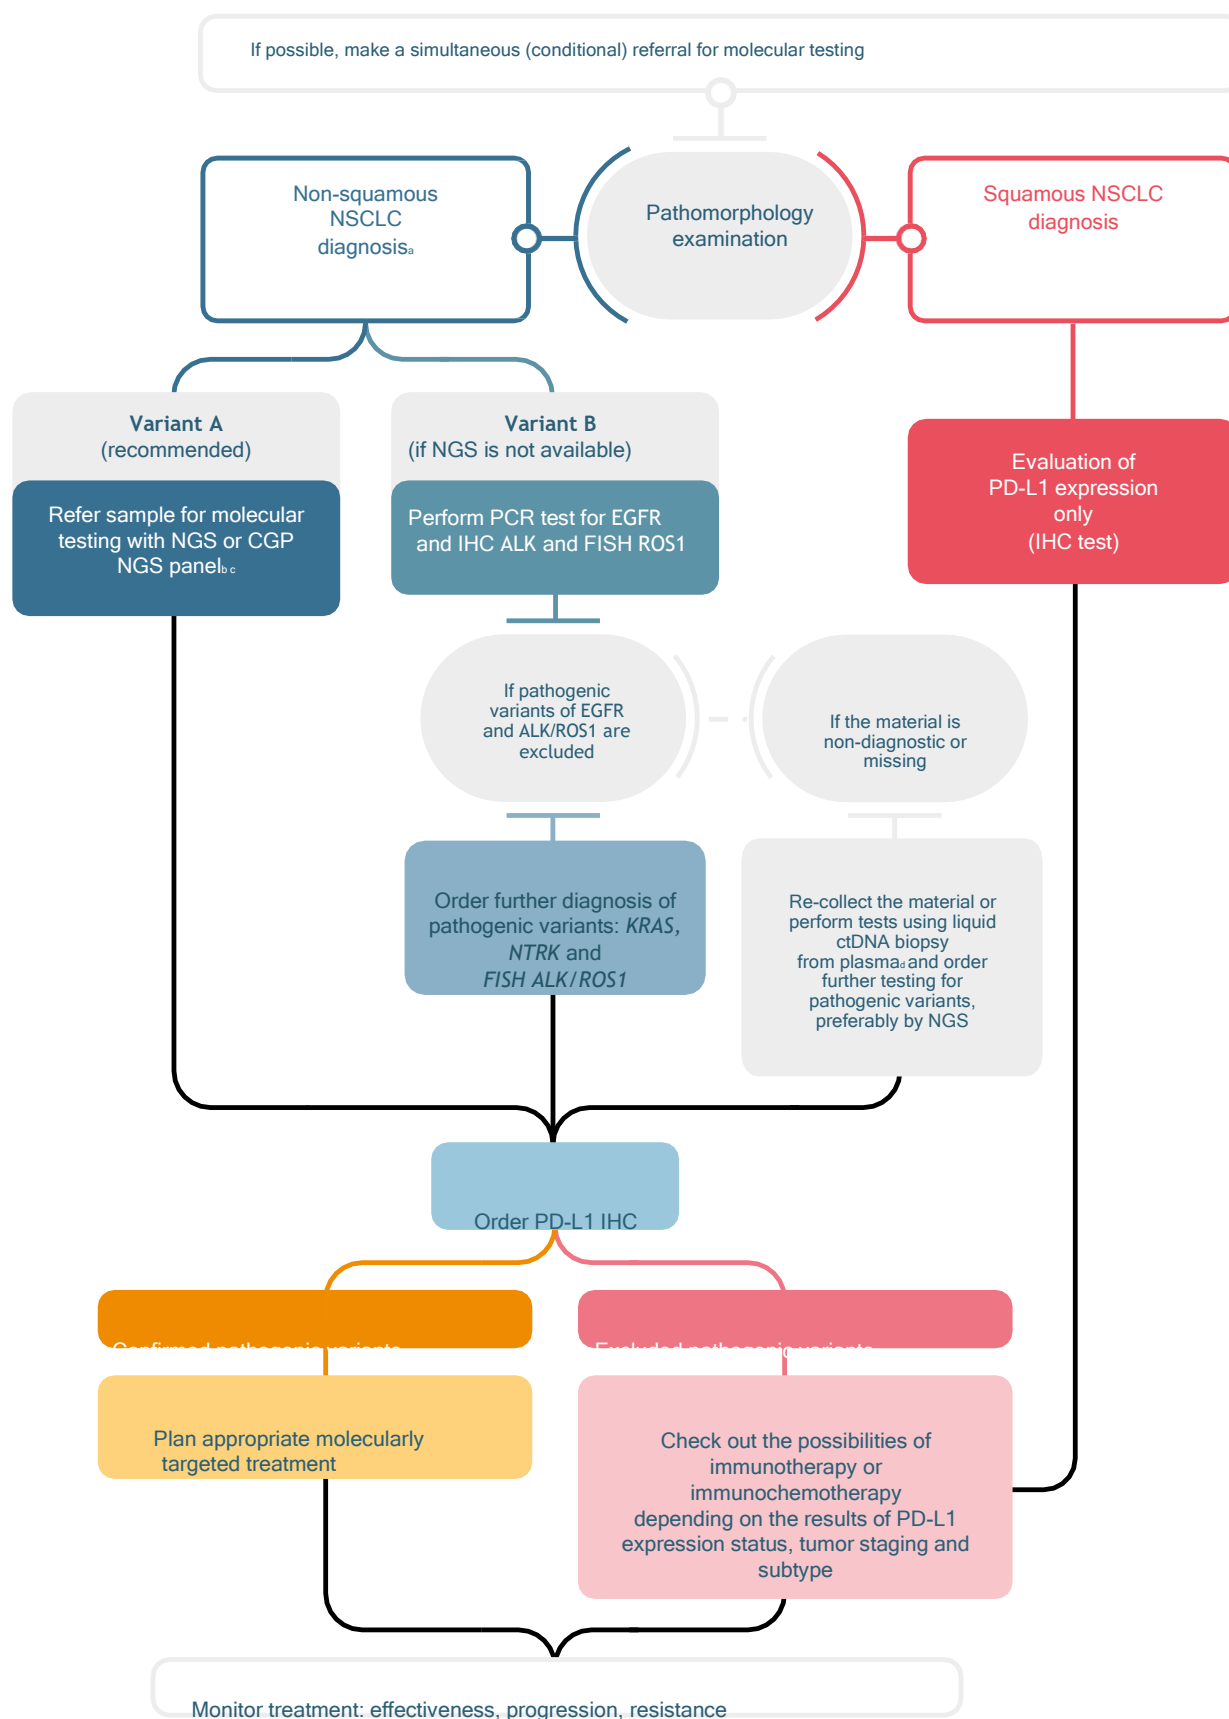 If possible, make a simultaneous (conditional) referral for molecular testing
Non-squamous
NSCLC
diagnosisa
Pathomorphology
examination
Squamous NSCLC
diagnosis
Variant A
(recommended)
Refer sample for molecular
testing with NGS or CGP
NGS panelb c
Variant B
(if NGS is not available)
Perform PCR test for EGFR
and IHC ALK and FISH ROS1
Evaluation of
PD-L1 expression
only
(IHC test)
If pathogenic
variants of EGFR
and ALK/ROS1 are
excluded
If the material is
non-diagnostic or
missing
Order further diagnosis of
pathogenic variants: KRAS,
NTRK and
FISH ALK/ROS1
Re-collect the material or
perform tests using liquid
ctDNA biopsy
from plasmad and order
further testing for
pathogenic variants,
preferably by NGS
Order PD-L1 IHC
Confirmed pathogenic variants
Excluded pathogenic variants
Plan appropriate molecularly
targeted treatment
Check out the possibilities of
immunotherapy or
immunochemotherapy
depending on the results of PD-L1
expression status, tumor staging and
subtype
Monitor treatment: effectiveness, progression, resistance